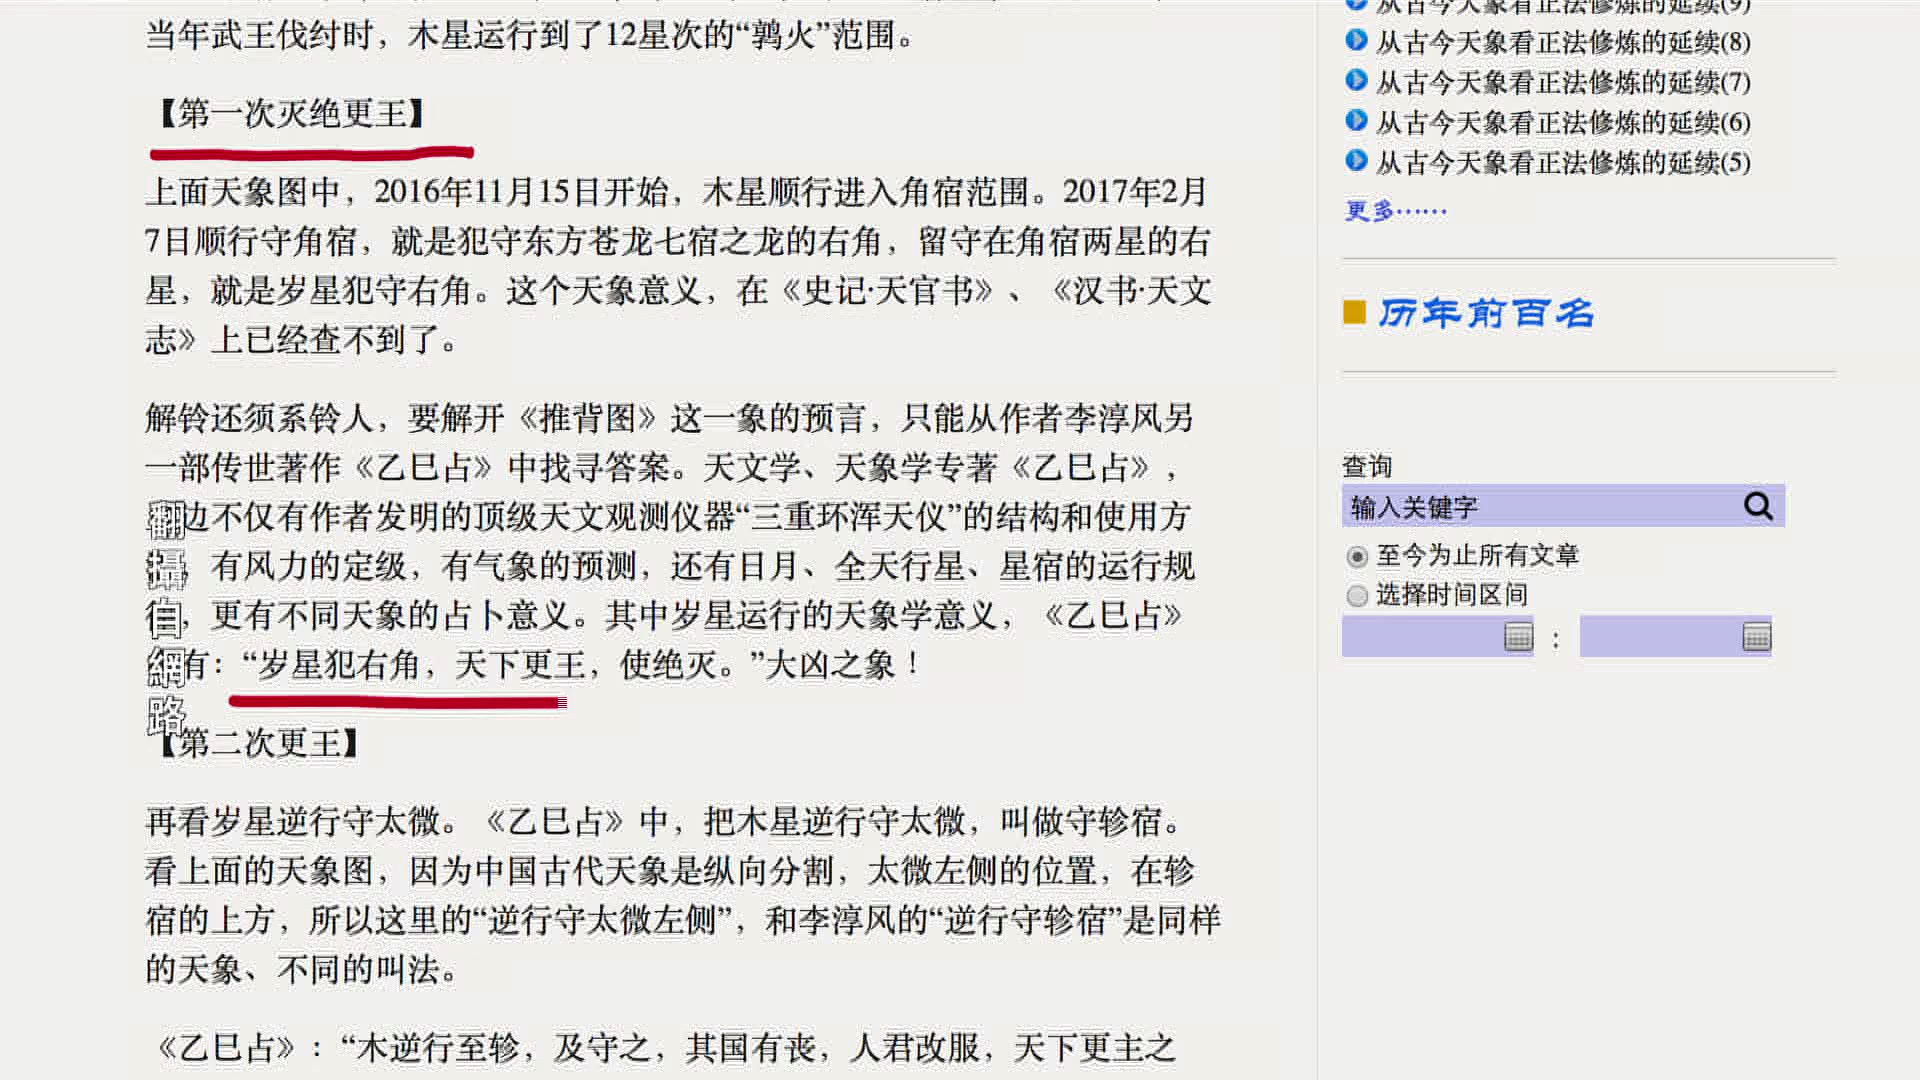 当年武王伐纣时，木星运行到了12星次的“鹑火”范围。
【第一次灭绝更王】
上面天象图中，2016年11月15日开始，木星顺行进入角宿范围。2017年2月
7日顺行守角宿，就是犯守东方苍龙七宿之龙的右角，留守在角宿两星的右
星，就是岁星犯守右角。这个天象意义，在《史记·天官书》、《汉书·天文
志》上已经查不到了。
解铃还须系铃人，要解开《推背图》这一象的预言，只能从作者李淳风另
一部传世著作《乙巳占》中找寻答案。天文学、天象学专著《乙巳占》，
边不仅有作者发明的顶级天文观测仪器“三重环浑天仪”的结构和使用方
有风力的定级，有气象的预测，还有日月、全天行星、星宿的运行规
，更有不同天象的占卜意义。其中岁星运行的天象学意义，《乙巳占》
有：“岁星犯右角，天下更王，使绝灭。”大凶之象！
【第二次更王】
再看岁星逆行守太微。《乙巳占》中，把木星逆行守太微，叫做守轸宿。
看上面的天象图，因为中国古代天象是纵向分割，太微左侧的位置，在轸
宿的上方，所以这里的“逆行守太微左侧”，和李淳风的“逆行守轸宿”是同样
的天象、不同的叫法。
《乙巳占》：“木逆行至轸，及守之，其国有丧，人君改服，天下更主之
翻攝自網路
从古今天象看正法修炼的延续(9)
从古今天象看正法修炼的延续(8)
从古今天象看正法修炼的延续(7)
从古今天象看正法修炼的延续(6)
从古今天象看正法修炼的延续(5)
更多······
历年前百名
查询
输入关键字
至今为止所有文章
选择时间区间
: